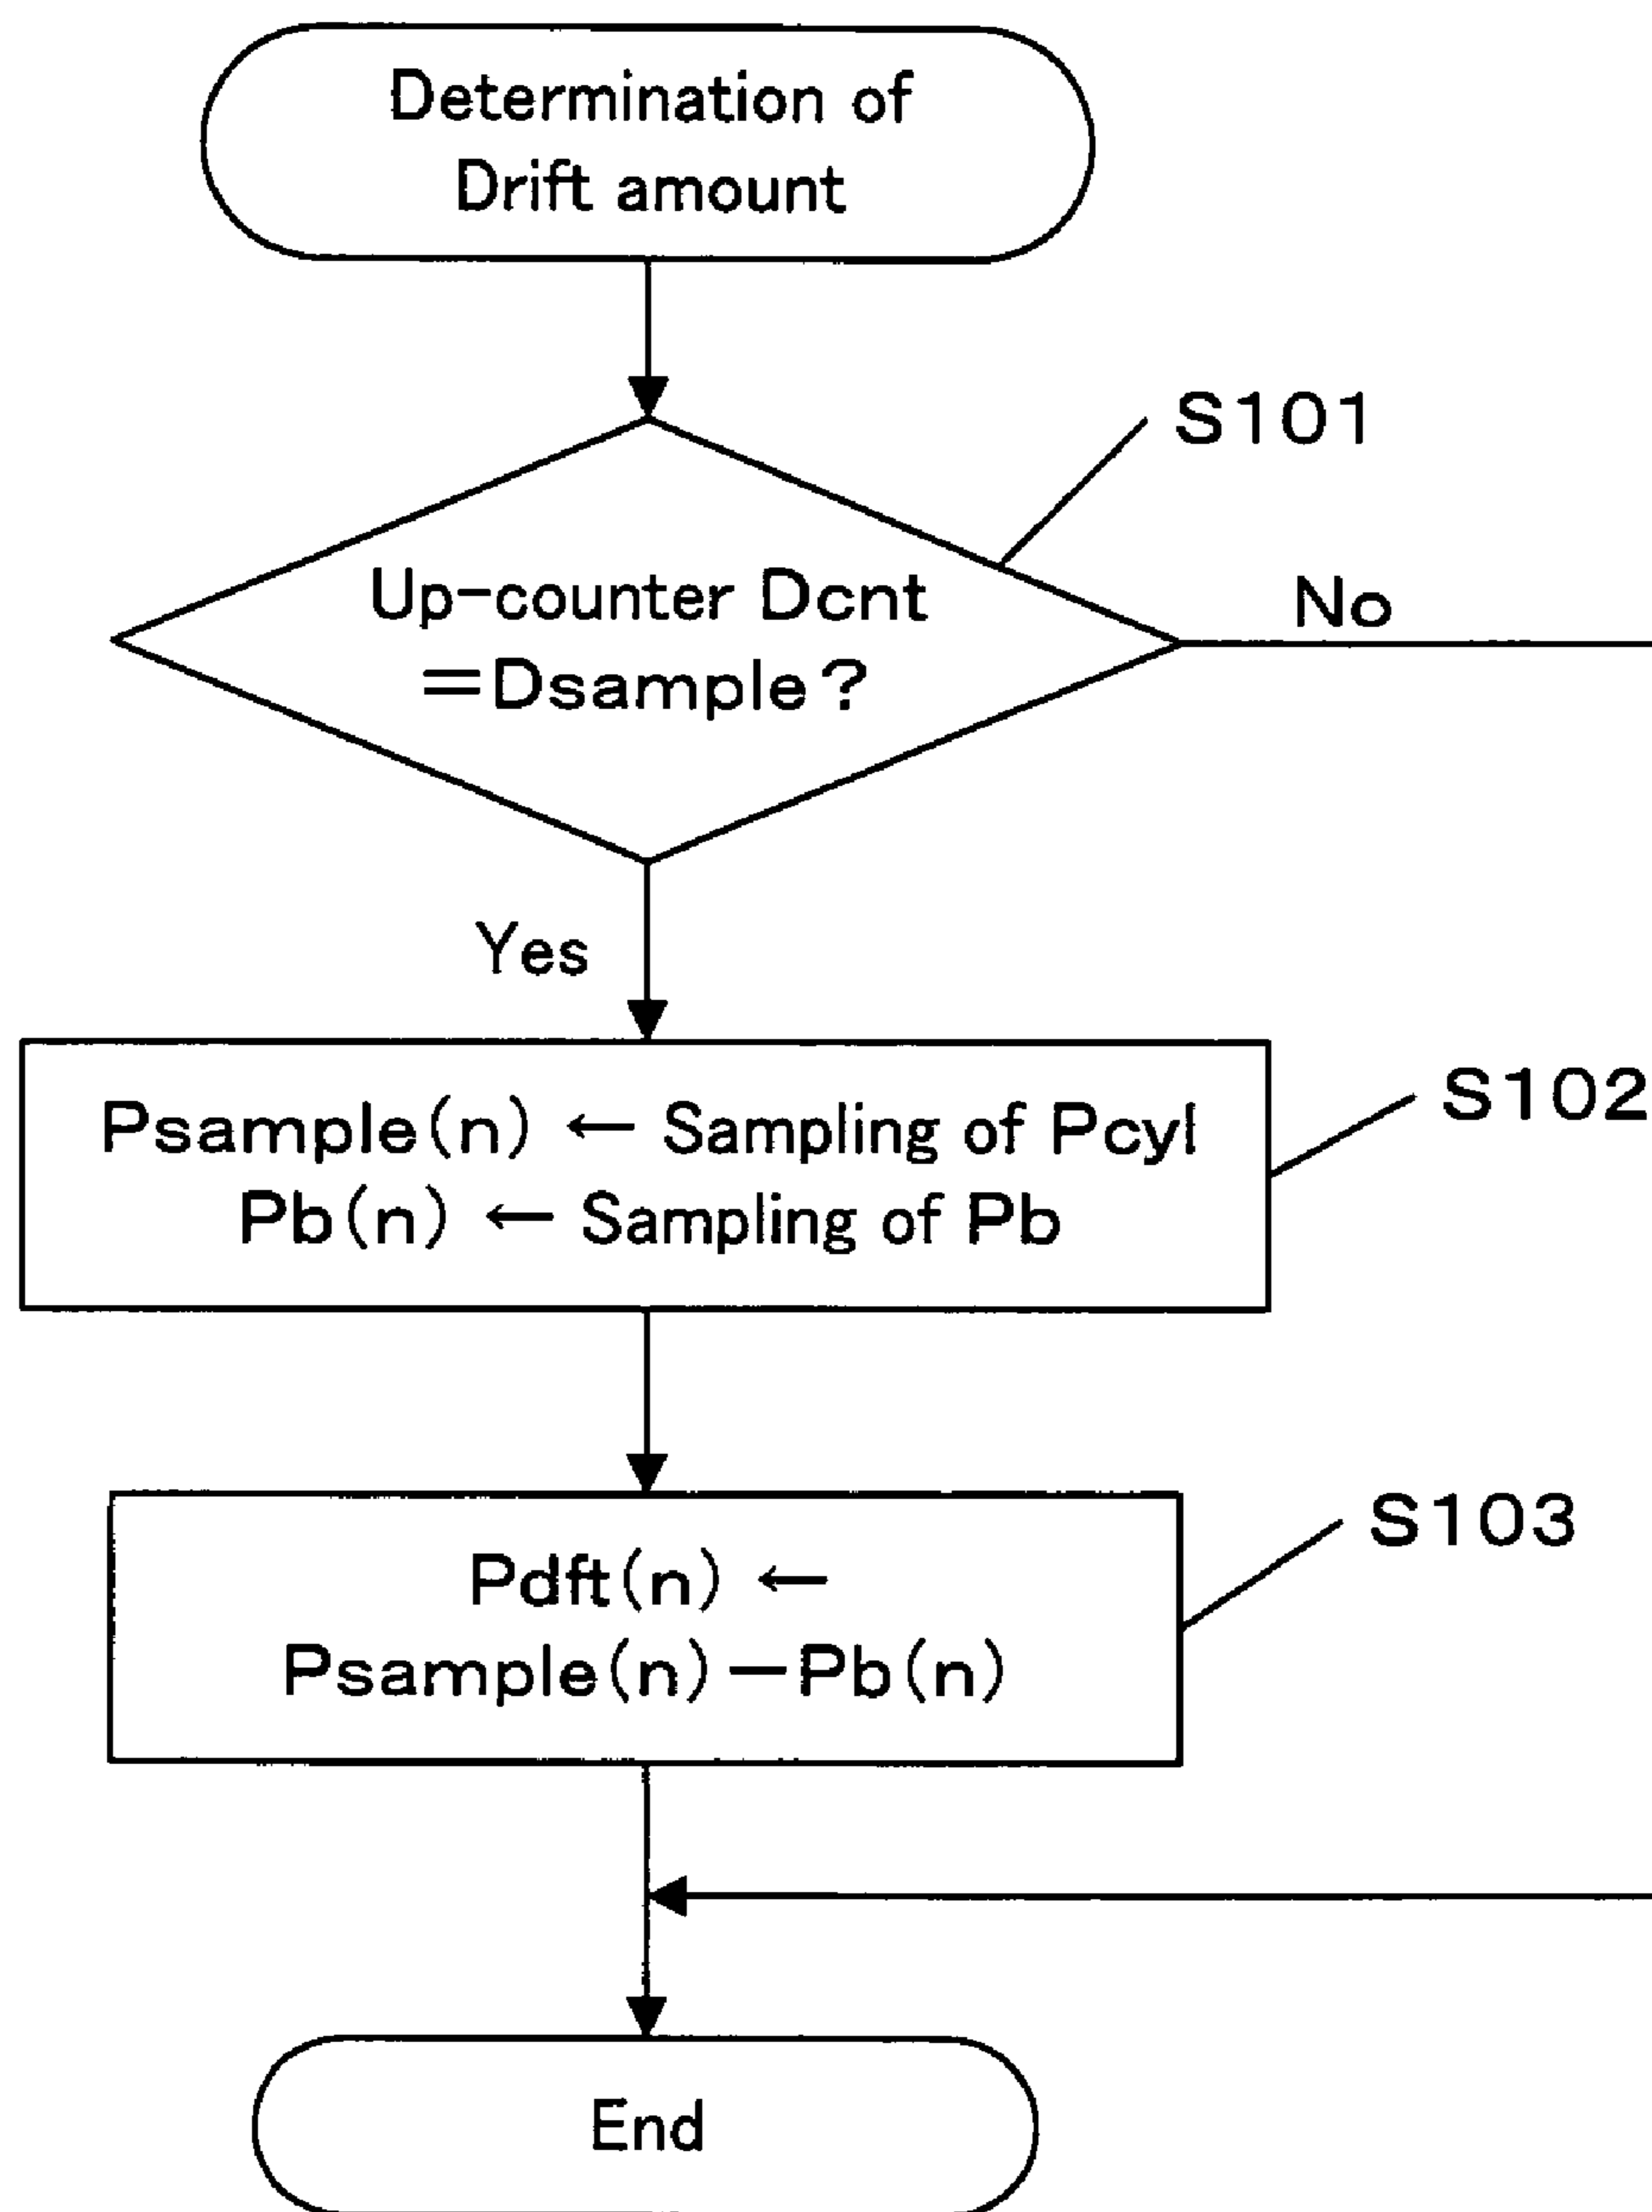 Determination of
Drift amount
S101
Up-counter Dcnt
=Dsample?
No
Yes
S102
Psample(n) ← Sampling of Pcyl
Pb(n) ← Sampling of Pb
S103
Pdft(n) ←
Psample(n)-Pb(n)
End